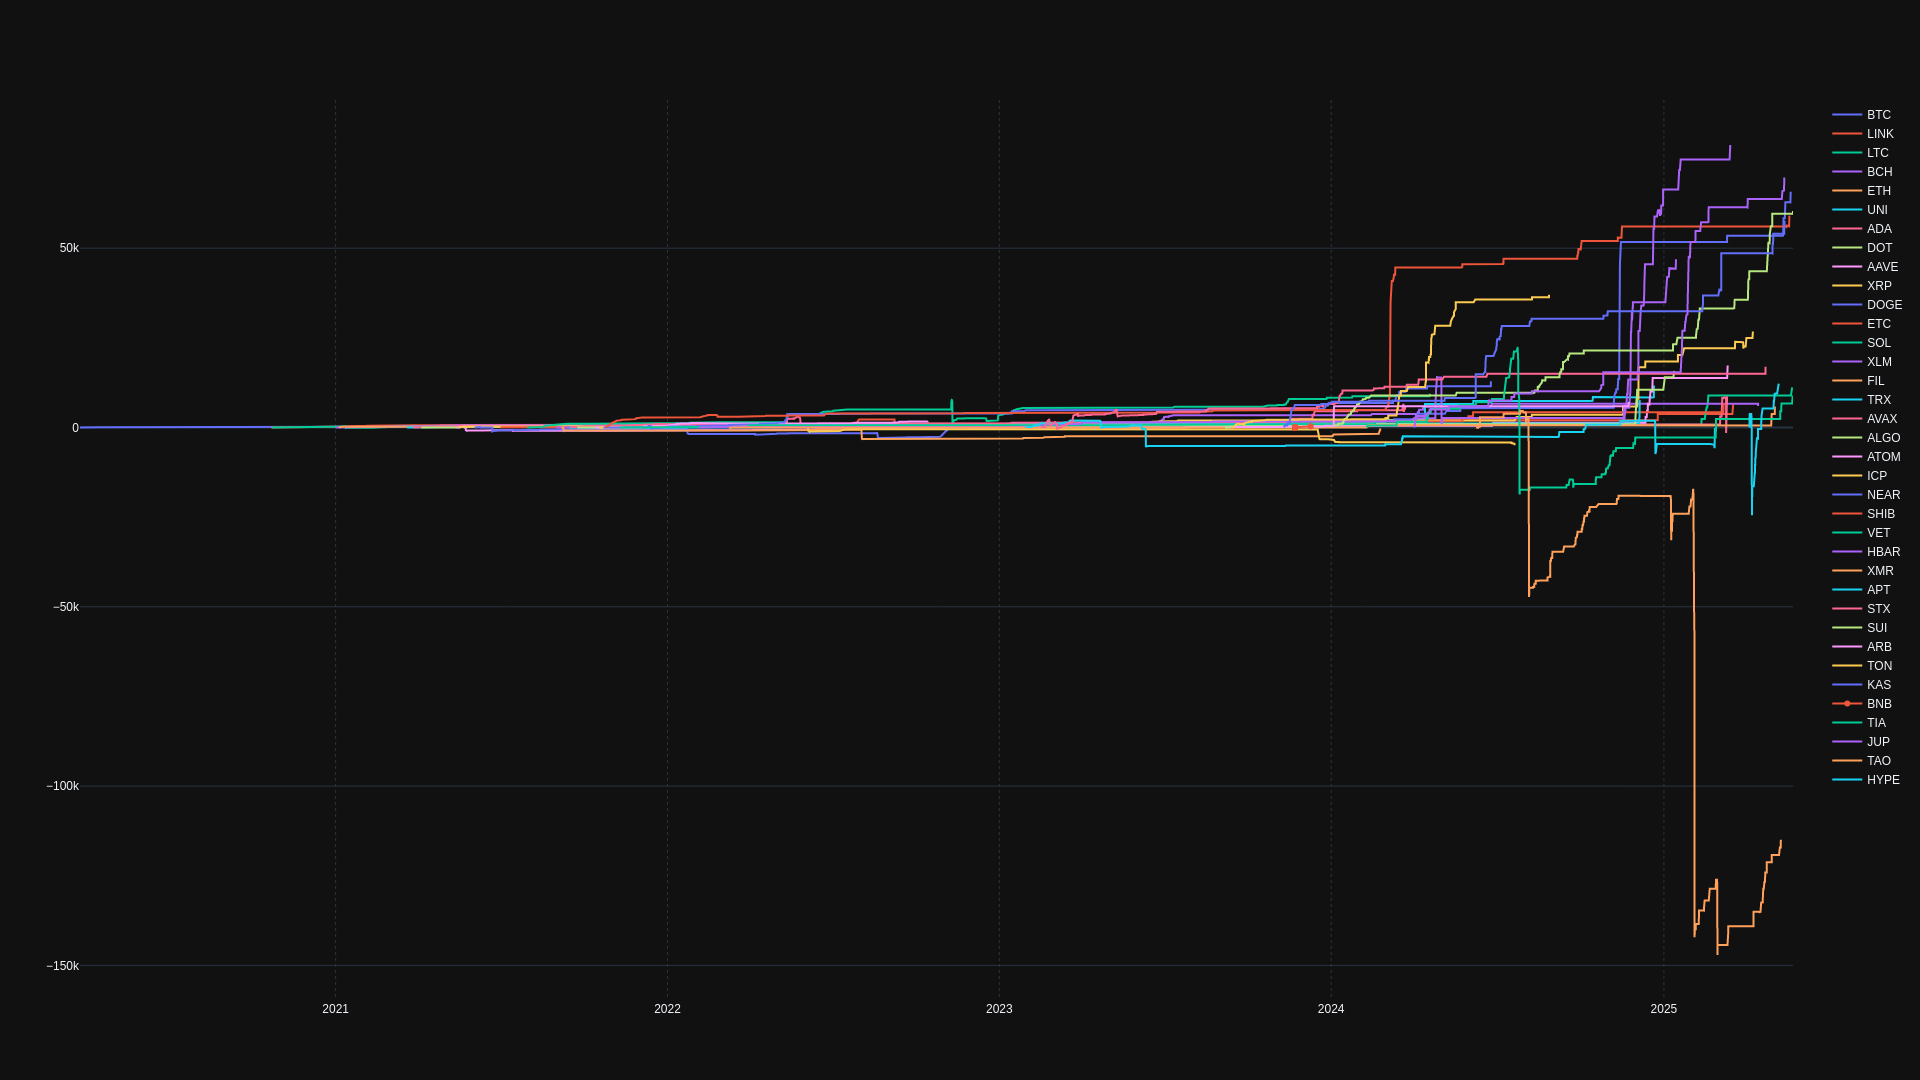 50k
0
−50k
−100k
−150k
2021
2022
2023
2024
2025
BTC
LINK
LTC
BCH
ETH
UNI
ADA
DOT
AAVE
XRP
DOGE
ETC
SOL
XLM
FIL
TRX
AVAX
ALGO
ATOM
ICP
NEAR
SHIB
VET
HBAR
XMR
APT
STX
SUI
ARB
TON
KAS
BNB
TIA
JUP
TAO
HYPE